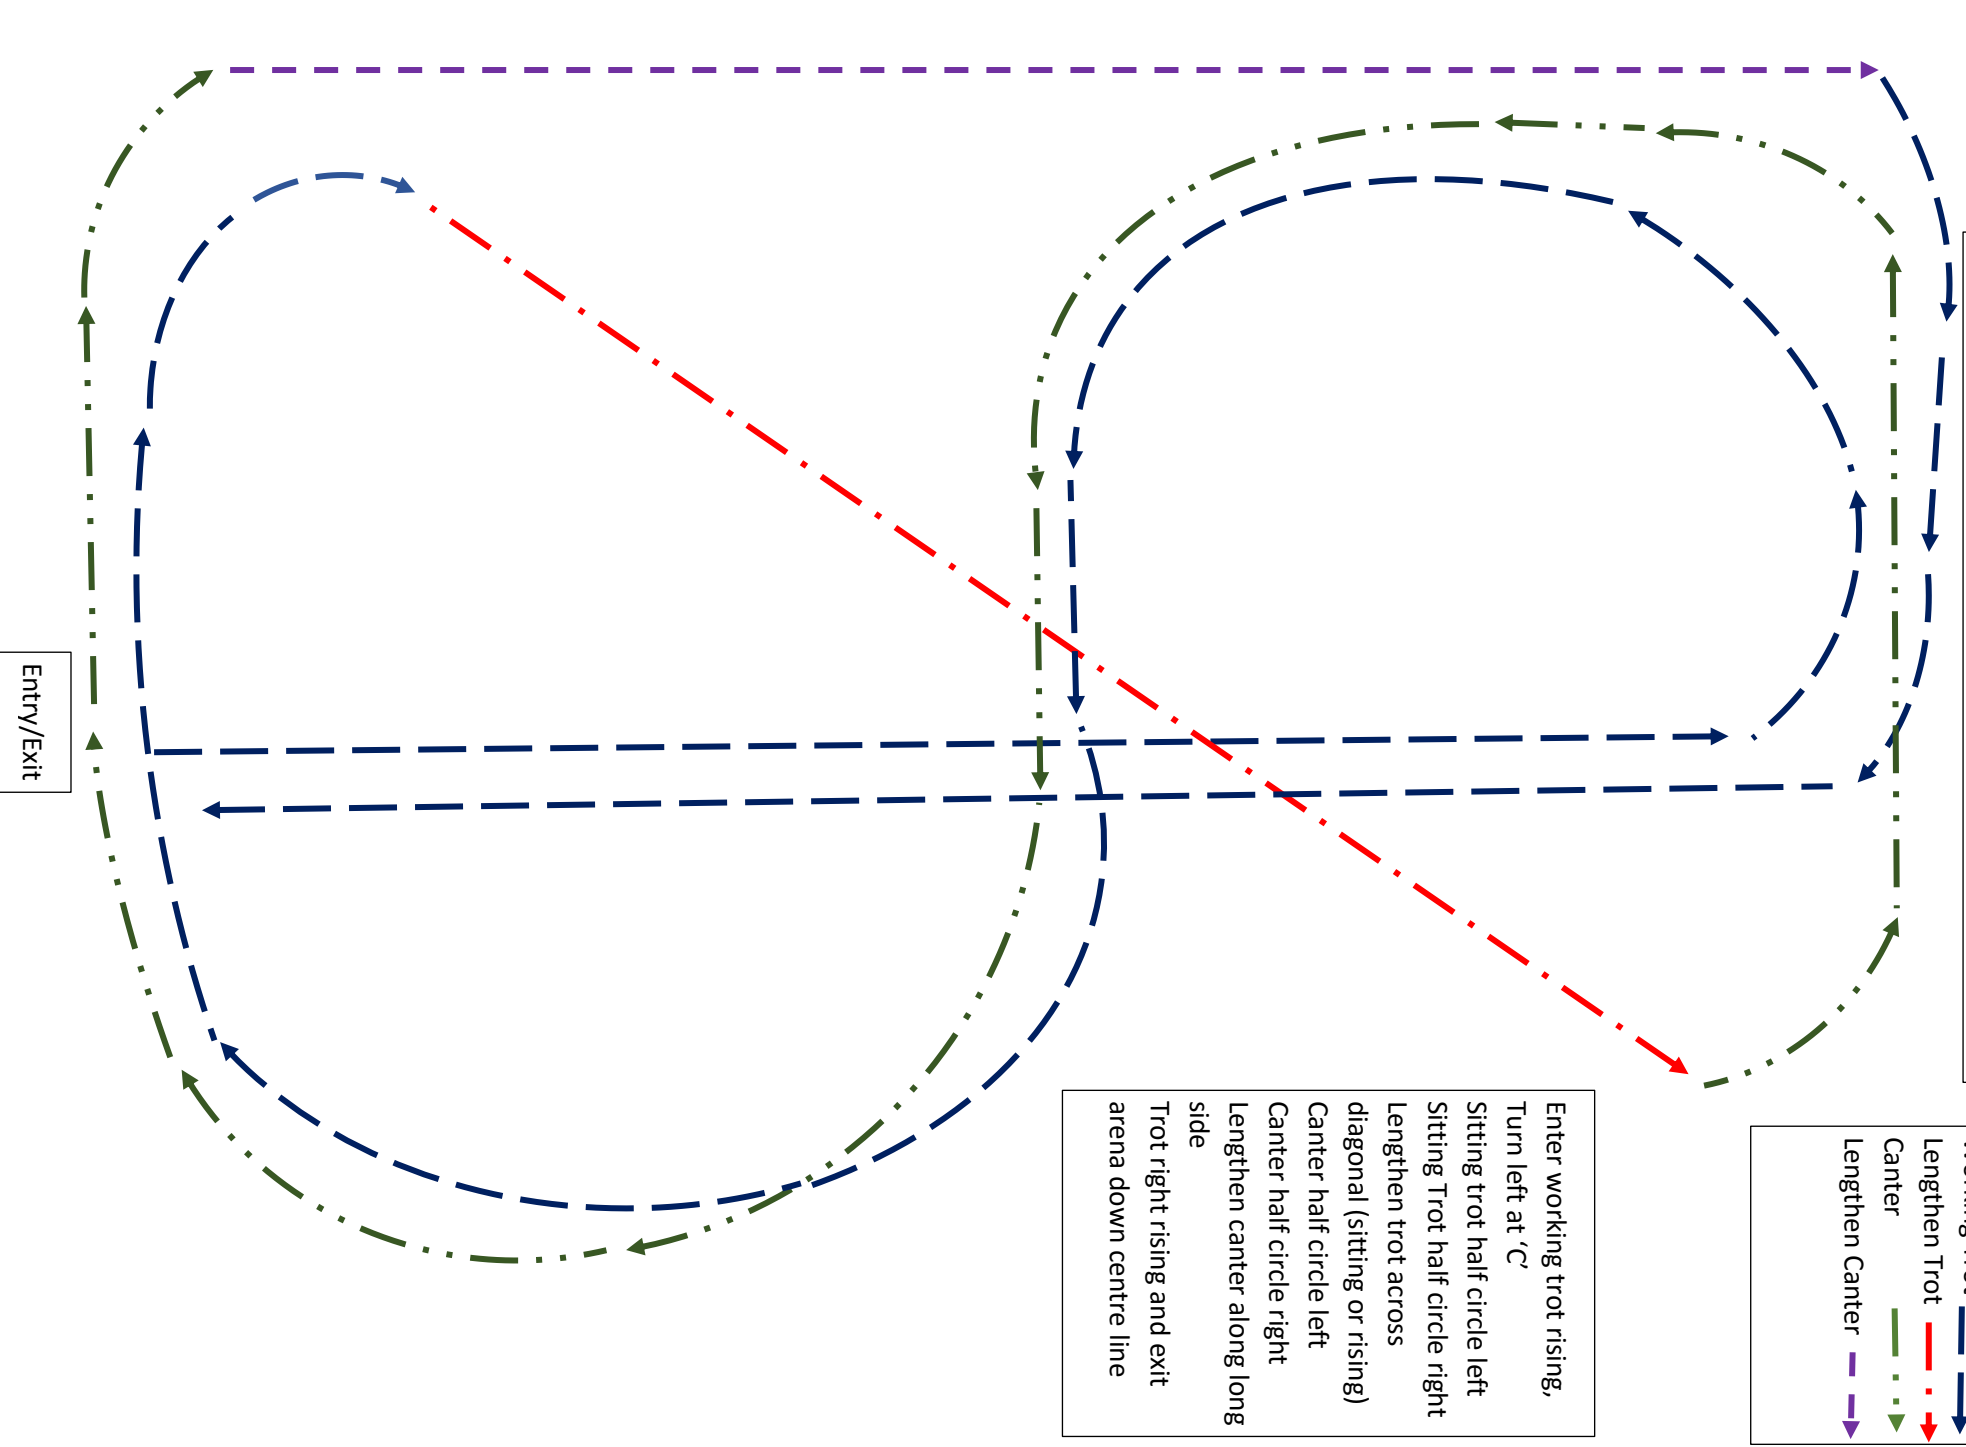 Lengthen Trot
Canter
Lengthen Canter
Enter working trot rising,
Turn left at ‘C’
Sitting trot half circle left
Sitting Trot half circle right
Lengthen trot across
diagonal (sitting or rising)
Canter half circle left
Canter half circle right
Lengthen canter along long
side
Trot right rising and exit
arena down centre line
Entry/Exit